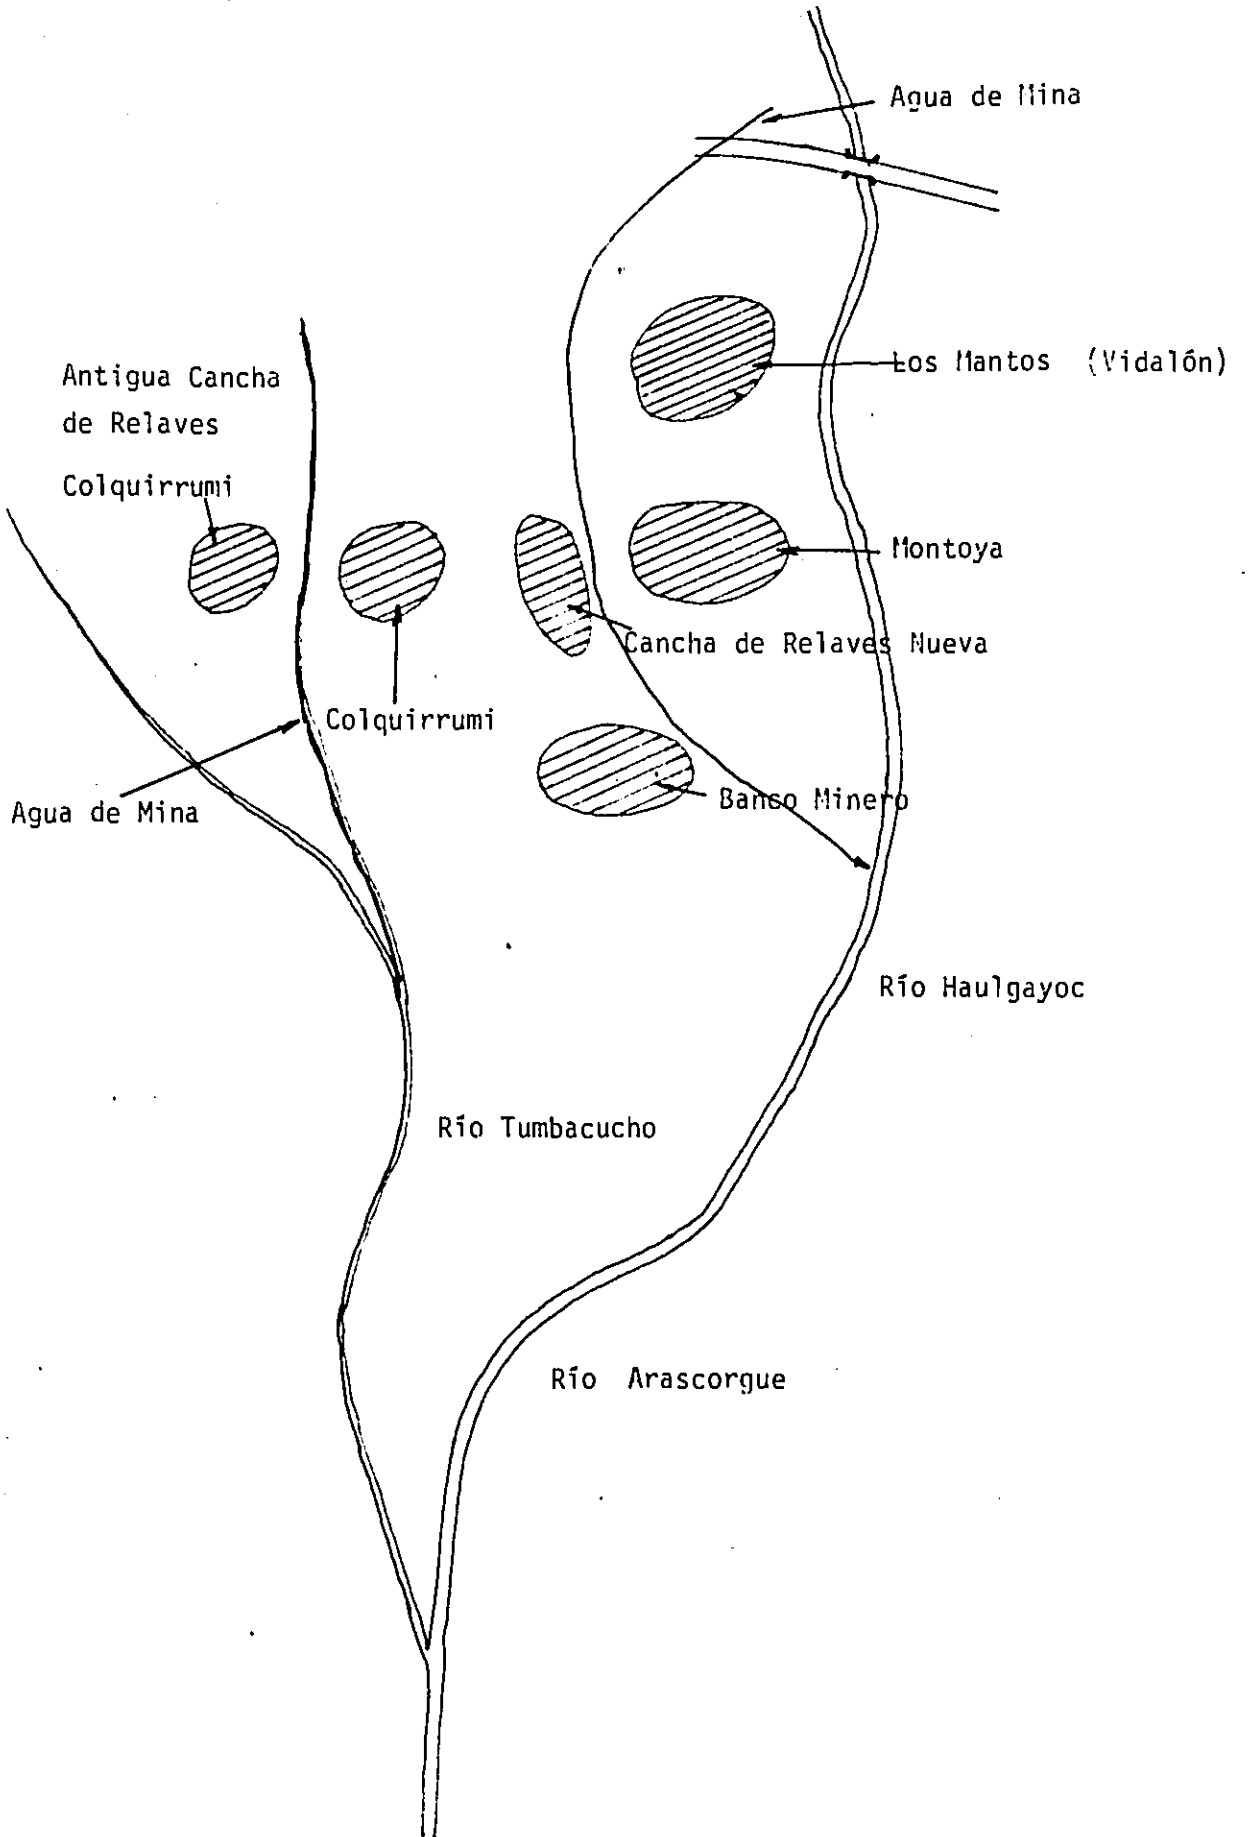 Agua de Mina
Los Mantos (Vidalón)
Antigua Cancha
de Relaves
Colquirrumi
Montoya
Cancha de Relaves Nueva
Colquirrumi
Agua de Mina
Banco Minero
Río Haulgayoc
Río Tumbacucho
Río Arascorgue